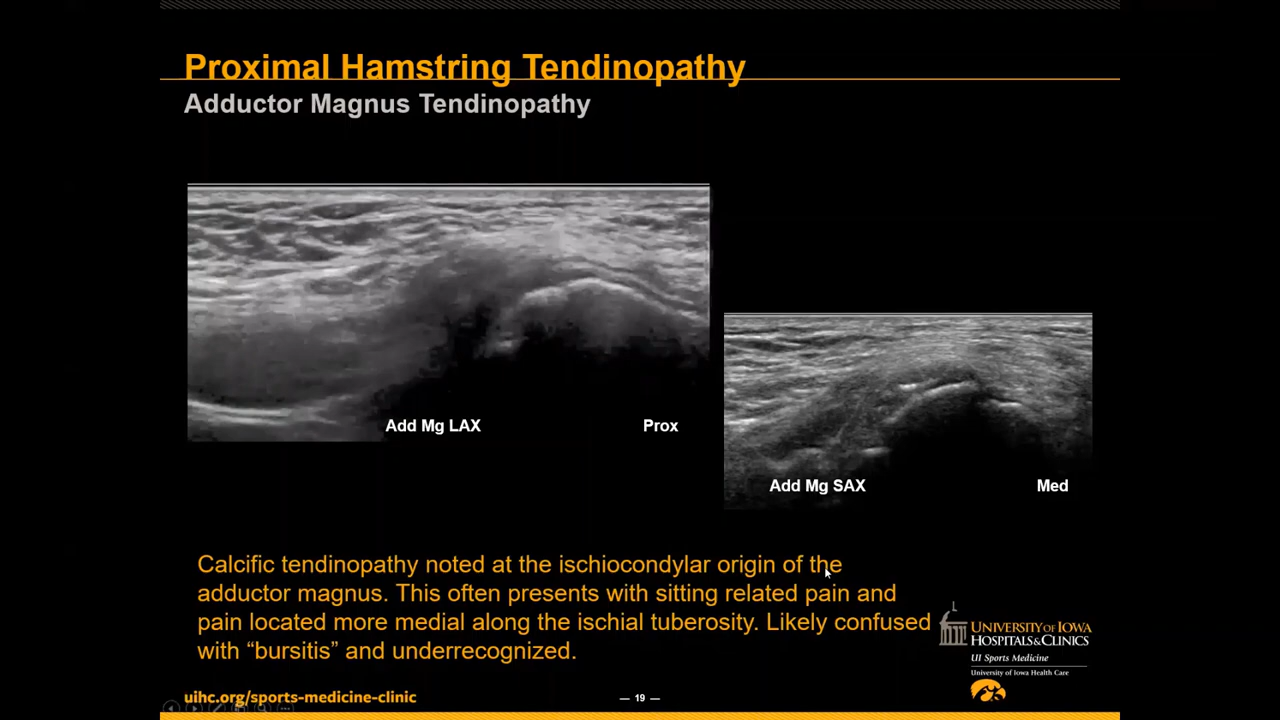 Proximal Hamstring Tendinopathy
Adductor Magnus Tendinopathy
Add Mg LAX
Prox
Add Mg SAX
Med
Calcific tendinopathy noted at the ischiocondylar origin of the
adductor magnus. This often presents with sitting related pain and
pain located more medial along the ischial tuberosity. Likely confused
with “bursitis” and underrecognized.
UNIVERSITY OF IOWA
HOSPITALS & CLINICS
UI Sports Medicine
University of Iowa Health Care
uihc.org/sports-medicine-clinic
— 19 —